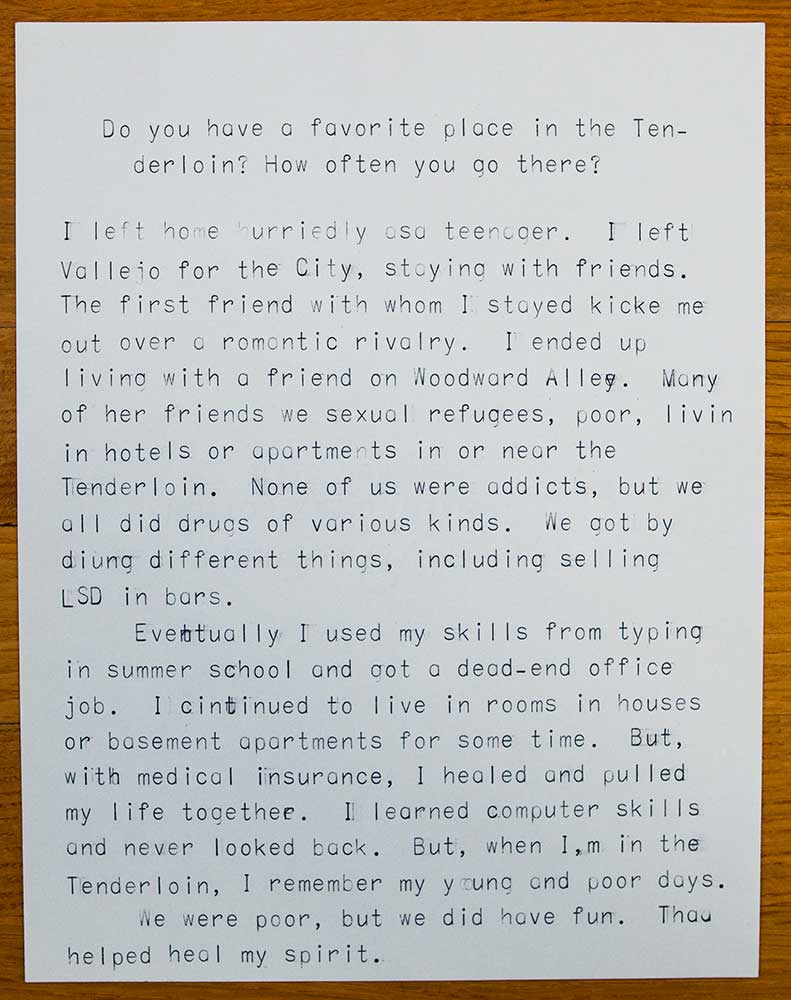 Do you have a favorite place in the Ten-
derloin? How often you go there?
I left home hurriedly asa teenager. I left
Vallejo for the City, staying with friends.
The first friend with whom I stayed kicke me
out over a romantic rivalry. I ended up
living with a friend on Woodward Alley. Many
of her friends we sexual refugees, poor, livin
in hotels or apartments in or near the
Tenderloin. None of us were addicts, but we
all did drugs of various kinds. We got by
diung different things, including selling
LSD in bars.
Eventually I used my skills from typing
in summer school and got a dead-end office
job. I cintinued to live in rooms in houses
or basement apartments for some time. But,
with medical insurance, I healed and pulled
my life together. I learned computer skills
and never looked back. But, when I,m in the
Tenderloin, I remember my young and poor days.
We were poor, but we did have fun.
helped heal my spirit.